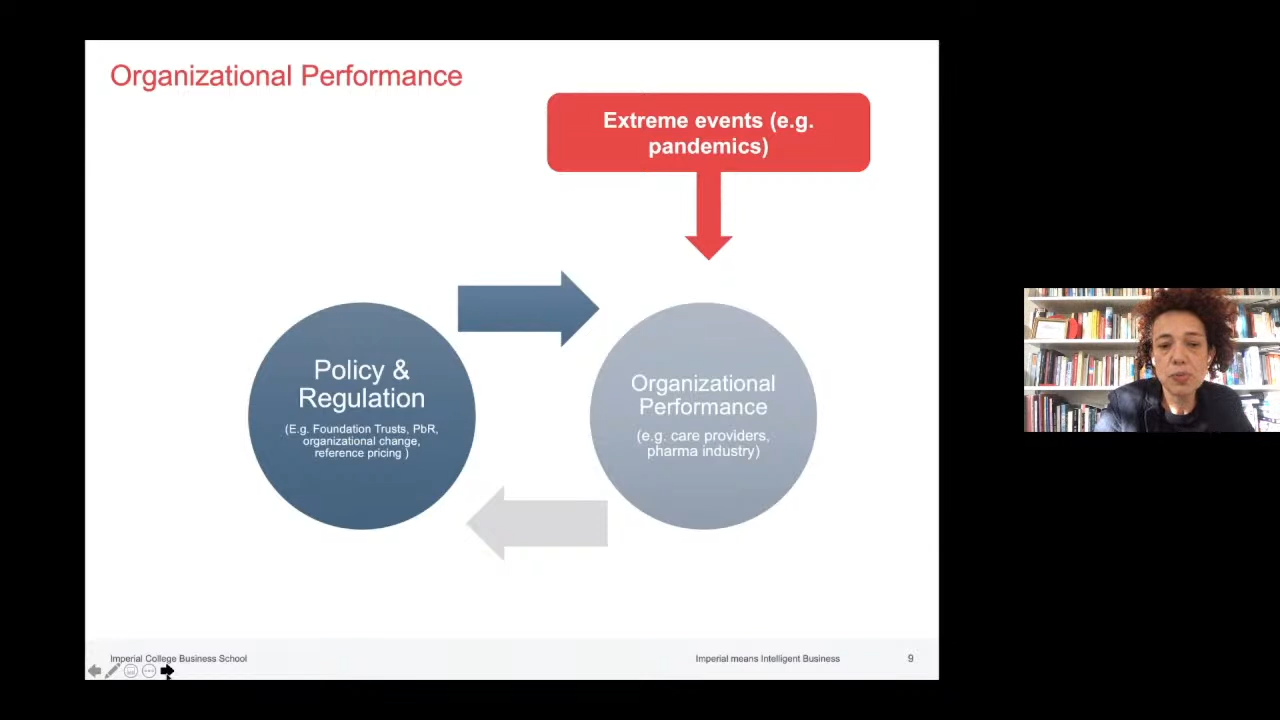 Organizational Performance
Extreme events (e.g.
pandemics)
Policy &
Regulation
(E.g. Foundation Trusts, PbR,
organizational change,
reference pricing )
Organizational
Performance
(e.g. care providers,
pharma industry)
Imperial College Business School
Imperial means Intelligent Business
9